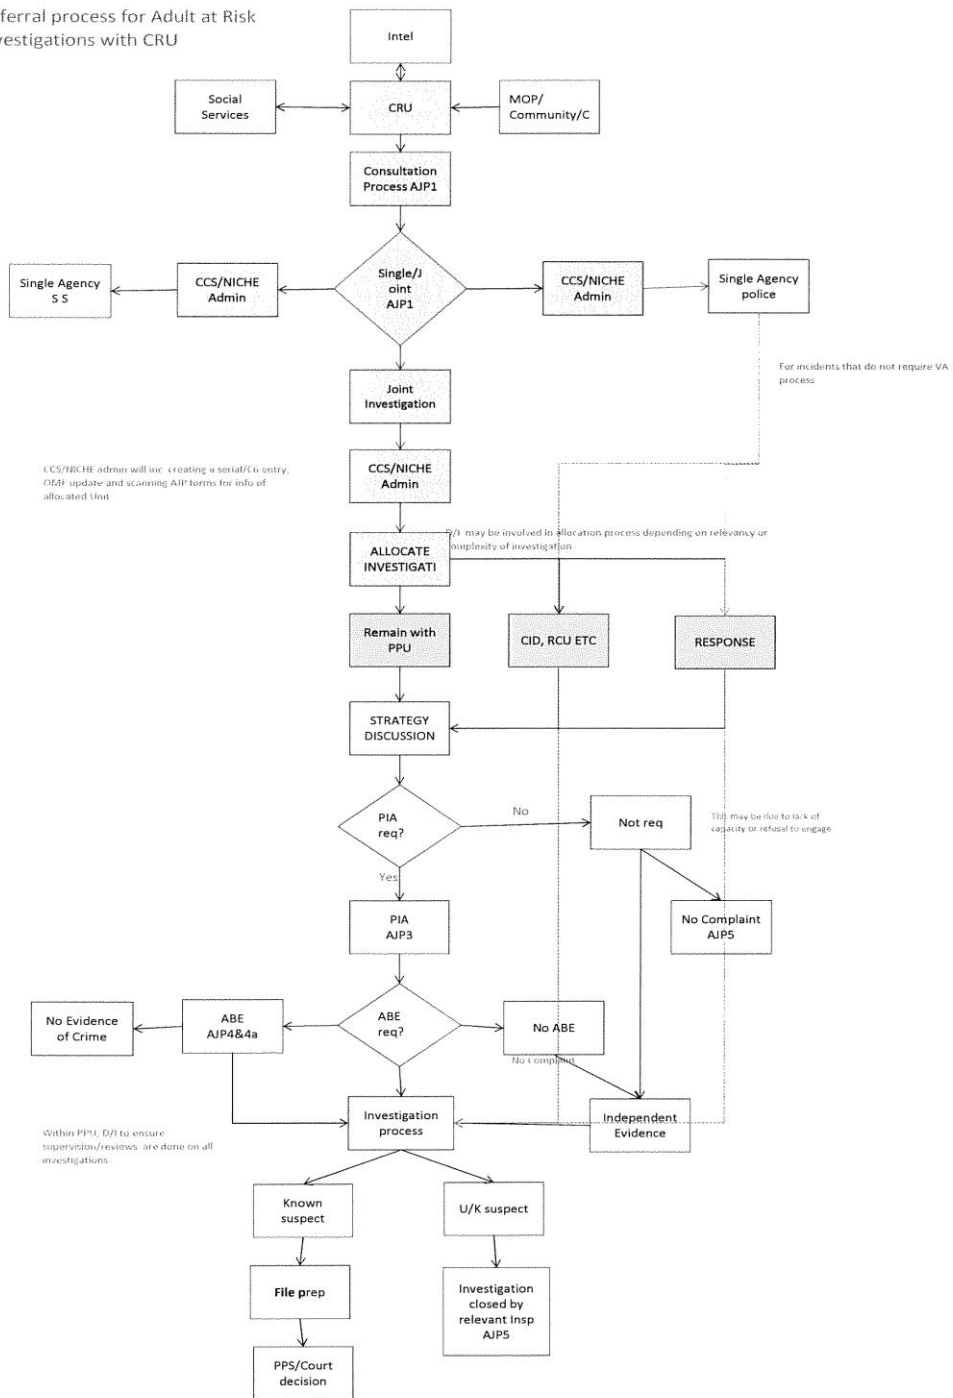 ferral process for Adult at Risk
vestigations with CRU
Intel
Social
Services
CRU
MOP/
Community/C
Consultation
Process AJP1
Single Agency
S S
CCS/NICHE
Admin
Single/J
oint
AJP1
CCS/NICHE
Admin
Single Agency
police
For incidents that do not require VA
process
Joint
Investigation
CCS/NICHE admin will inc creating a serial/C6 entry,
OMF update and scanning AJP forms for info of
allocated Unit
CCS/NICHE
Admin
D/I may be involved in allocation process depending on relevancy or
complexity of investigation
ALLOCATE
INVESTIGATI
Remain with
PPU
CID, RCU ETC
RESPONSE
STRATEGY
DISCUSSION
PIA
req?
No
Not req
This may be due to lack of
capacity or refusal to engage
Yes
PIA
AJP3
No Complaint
AJP5
No Evidence
of Crime
ABE
AJP4&4a
ABE
req?
No ABE
No Complaint
Within PPU, D/I to ensure
supervision/reviews are done on all
investigations
Investigation
process
Independent
Evidence
Known
suspect
U/K suspect
File prep
Investigation
closed by
relevant Insp
AJP5
PPS/Court
decision